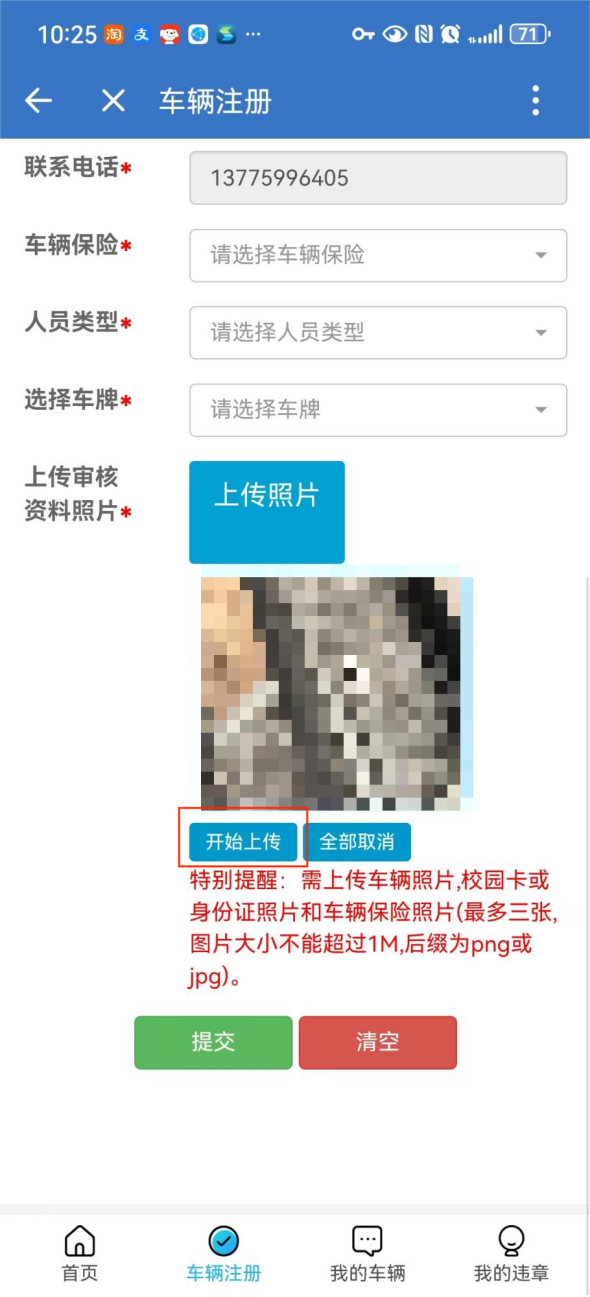 10:25 淘 支 ··· 71
车辆注册
联系电话* 13775996405
车辆保险* 请选择车辆保险
人员类型* 请选择人员类型
选择车牌* 请选择车牌
上传审核
资料照片* 上传照片
开始上传 全部取消
特别提醒：需上传车辆照片,校园卡或
身份证照片和车辆保险照片(最多三张,
图片大小不能超过1M,后缀为png或
jpg)。
提交 清空
首页 车辆注册 我的车辆 我的违章